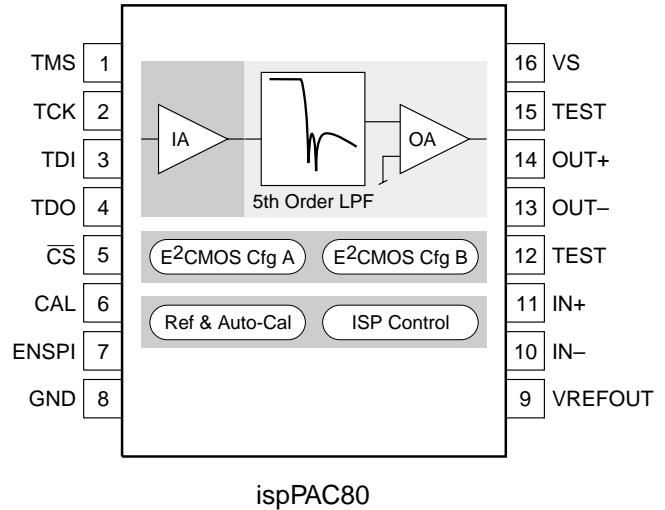 TMS 1
TCK 2
TDI 3
TDO 4
CS 5
CAL 6
ENSPI 7
GND 8
IA
5th Order LPF
OA
E2CMOS Cfg A
E2CMOS Cfg B
Ref & Auto-Cal
ISP Control
16 VS
15 TEST
14 OUT+
13 OUT–
12 TEST
11 IN+
10 IN–
9 VREFOUT
ispPAC80